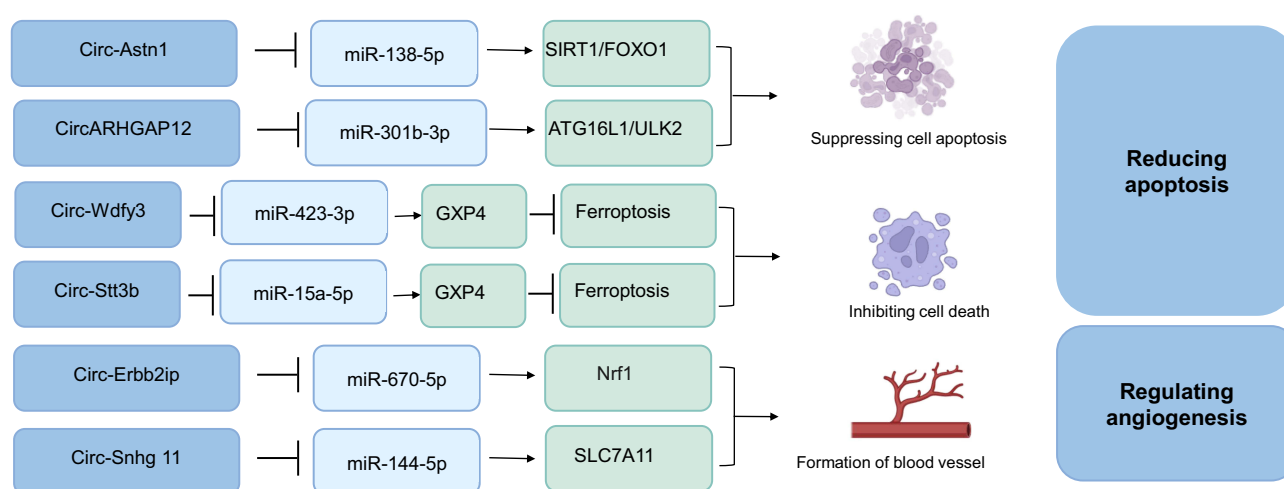 Circ-Astn1
miR-138-5p
SIRT1/FOXO1
CircARHGAP12
miR-301b-3p
ATG16L1/ULK2
Suppressing cell apoptosis
Circ-Wdfy3
miR-423-3p
GXP4
Ferroptosis
Circ-Stt3b
miR-15a-5p
GXP4
Ferroptosis
Inhibiting cell death
Reducing
apoptosis
Circ-Erbb2ip
miR-670-5p
Nrf1
Circ-Snhg 11
miR-144-5p
SLC7A11
Formation of blood vessel
Regulating
angiogenesis